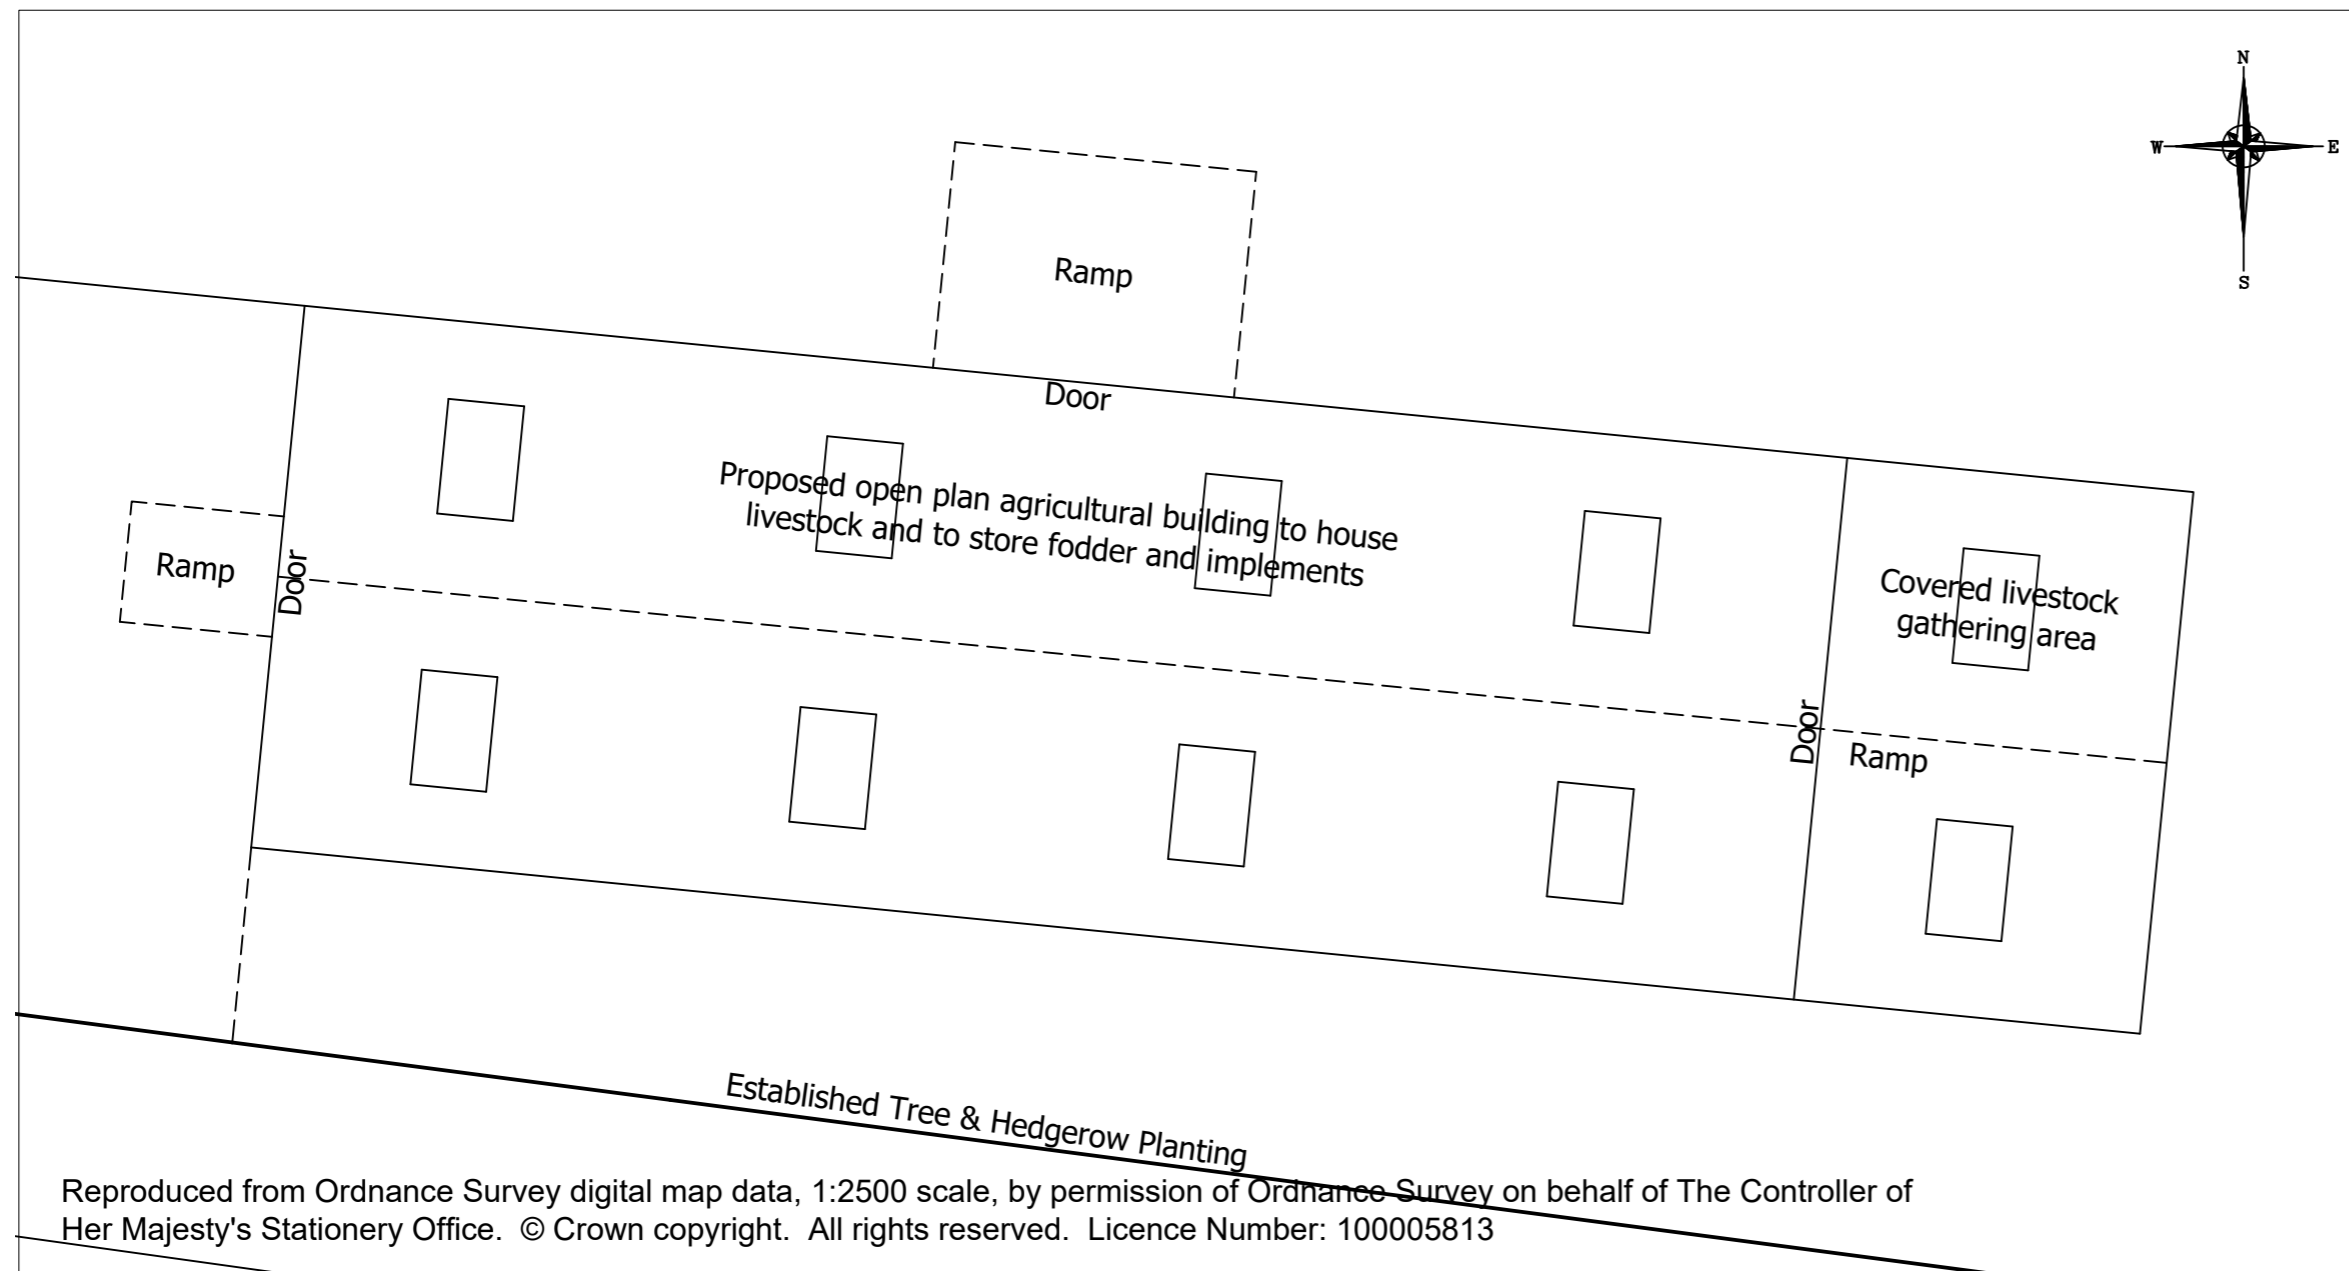 N
W
E
S
Ramp
Door
Proposed open plan agricultural building to house
livestock and to store fodder and implements
Ramp
Door
Covered livestock
gathering area
Door
Ramp
Established Tree & Hedgerow Planting
Reproduced from Ordnance Survey digital map data, 1:2500 scale, by permission of Ordnance Survey on behalf of The Controller of
Her Majesty's Stationery Office.  © Crown copyright.  All rights reserved.  Licence Number: 100005813